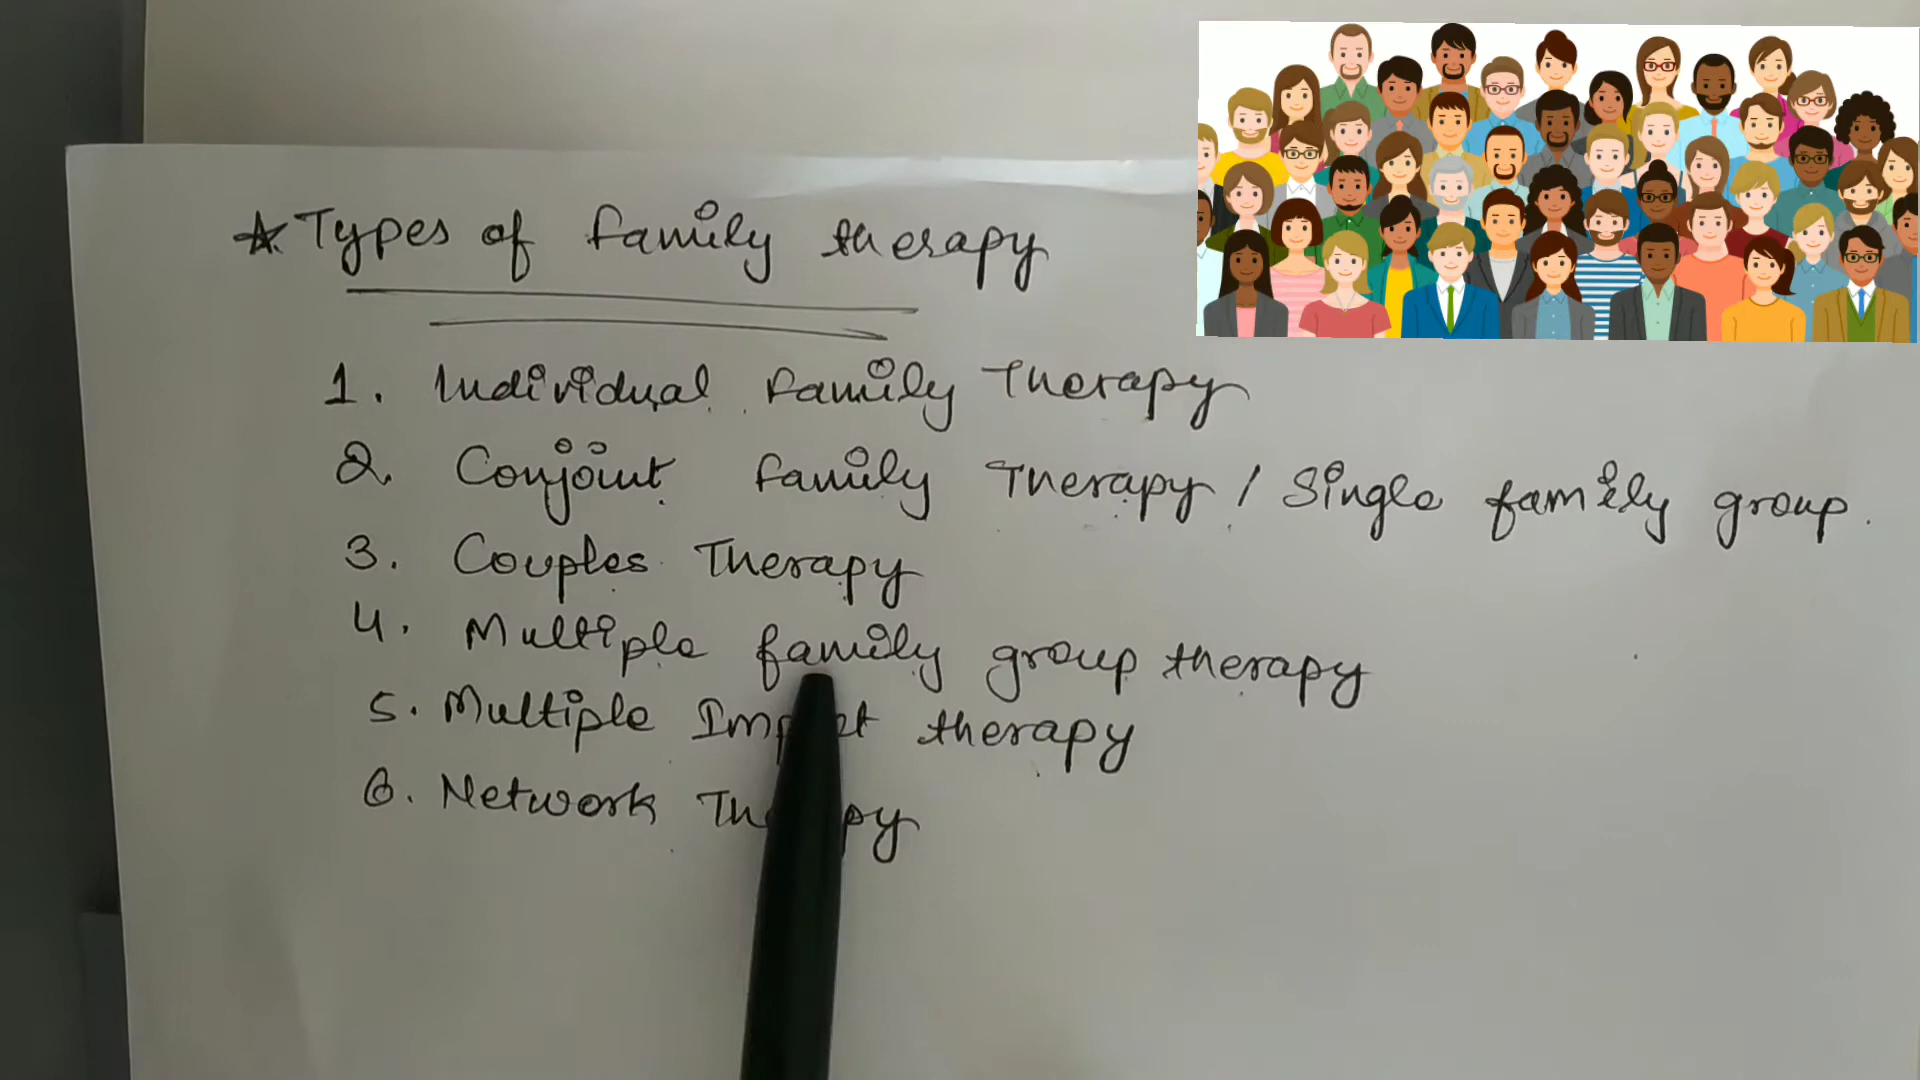 ☆ Types of family therapy
1. Individual family Therapy
2. Conjoint family Therapy / Single family group.
3. Couples Therapy
4. Multiple family group therapy
5. Multiple therapy
6. Network